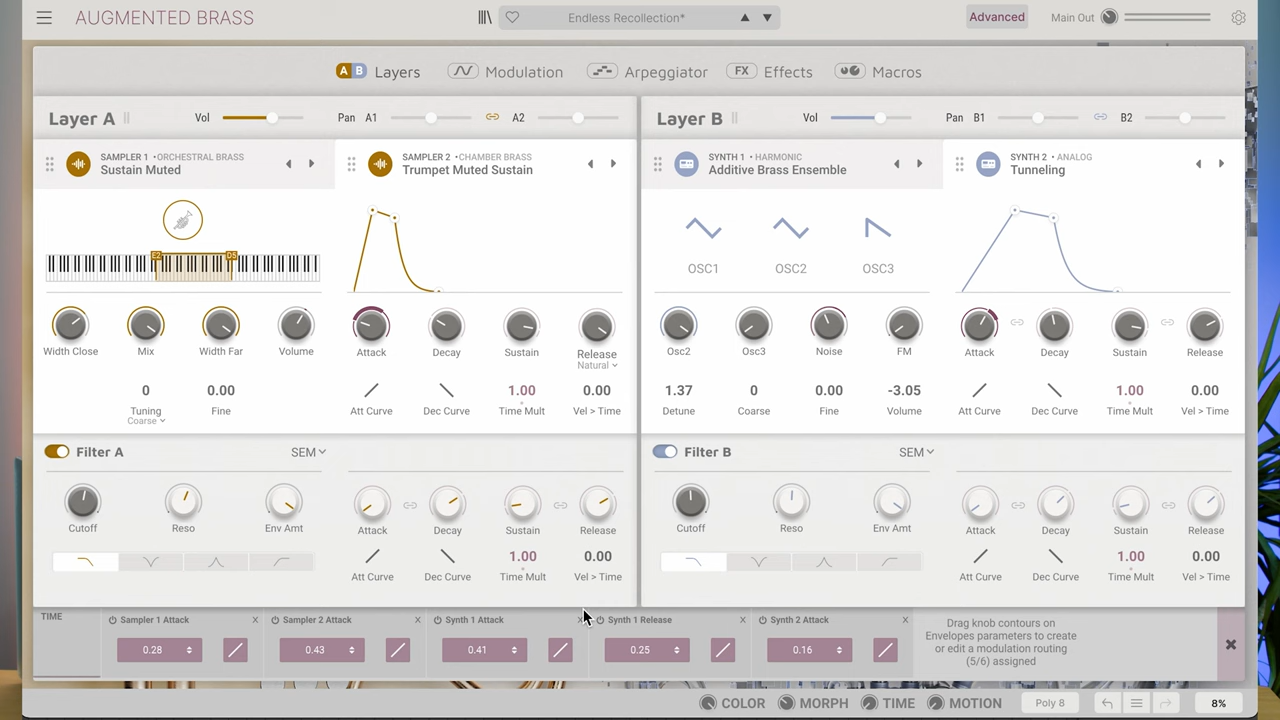 AUGMENTED BRASS
Endless Recollection*
Advanced
Main Out
A B Layers
Modulation
Arpeggiator
FX Effects
Macros
Layer A
Vol
Pan A1
A2
Layer B
Vol
Pan B1
B2
SAMPLER 1 •ORCHESTRAL BRASS
Sustain Muted
SAMPLER 2 •CHAMBER BRASS
Trumpet Muted Sustain
SYNTH 1 • HARMONIC
Additive Brass Ensemble
SYNTH 2 • ANALOG
Tunneling
E2
D5
OSC1
OSC2
OSC3
Width Close
Mix
Width Far
Volume
Attack
Decay
Sustain
Release
Natural
Osc2
Osc3
Noise
FM
Attack
Decay
Sustain
Release
0
0.00
1.00
0.00
1.37
0
0.00
-3.05
1.00
0.00
Tuning
Coarse
Fine
Att Curve
Dec Curve
Time Mult
Vel > Time
Detune
Coarse
Fine
Volume
Att Curve
Dec Curve
Time Mult
Vel > Time
Filter A
SEM
Filter B
SEM
Cutoff
Reso
Env Amt
Attack
Decay
Sustain
Release
Cutoff
Reso
Env Amt
Attack
Decay
Sustain
Release
1.00
0.00
1.00
0.00
Att Curve
Dec Curve
Time Mult
Vel > Time
Att Curve
Dec Curve
Time Mult
Vel > Time
TIME
Sampler 1 Attack x
Sampler 2 Attack x
Synth 1 Attack x
Synth 1 Release x
Synth 2 Attack x
0.28
0.43
0.41
0.25
0.16
Drag knob contours on
Envelopes parameters to create
or edit a modulation routing
(5/6) assigned
COLOR
MORPH
TIME
MOTION
Poly 8
8%